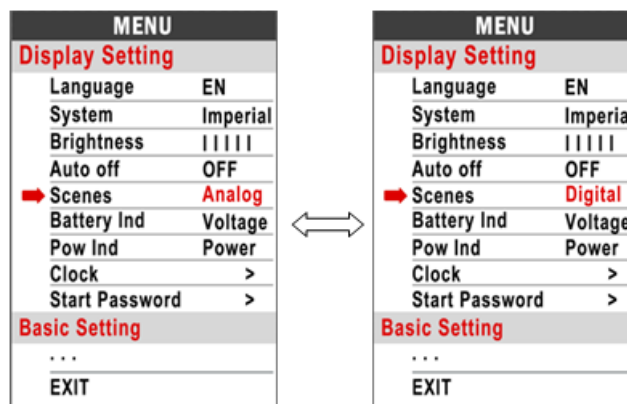 MENU
Display Setting
Language EN
System Imperial
Brightness | | | | |
Auto off OFF
Scenes Analog
Battery Ind Voltage
Pow Ind Power
Clock >
Start Password >
Basic Setting
...
EXIT
MENU
Display Setting
Language EN
System Imperia
Brightness | | | | |
Auto off OFF
Scenes Digital
Battery Ind Voltage
Pow Ind Power
Clock >
Start Password >
Basic Setting
...
EXIT